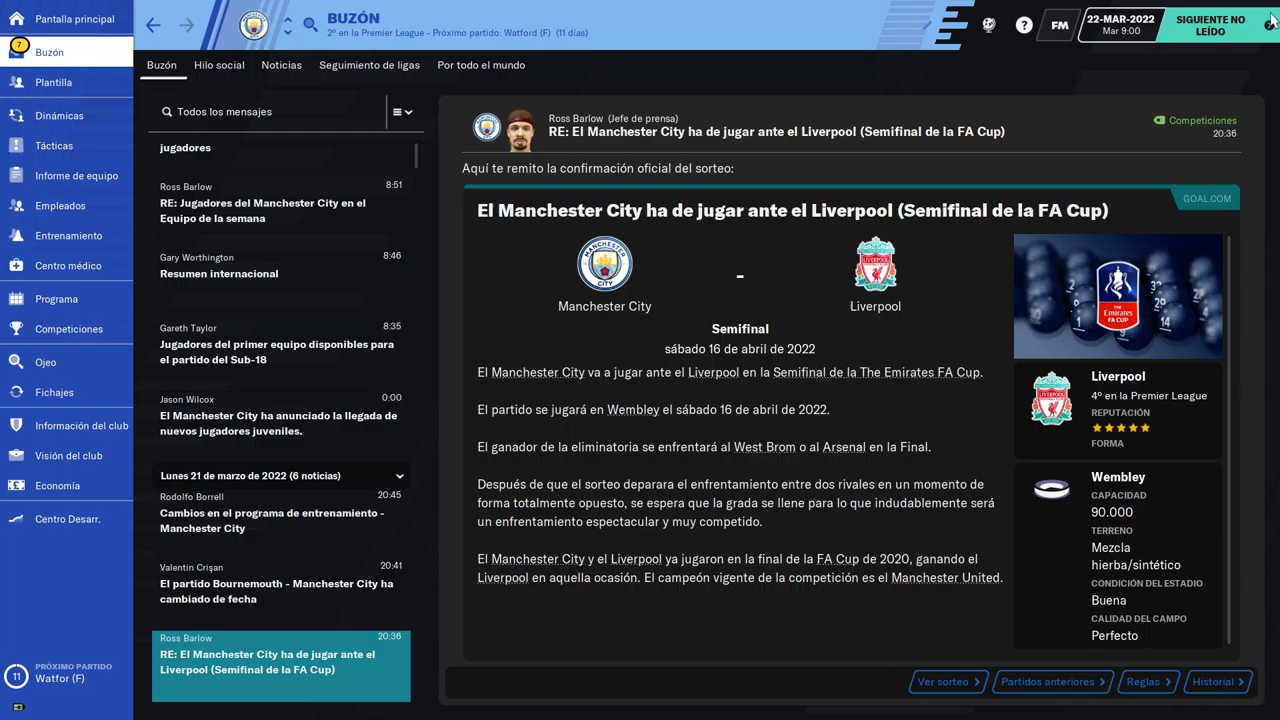 Pantalla principal
7
Buzón
Plantilla
Dinámicas
Tácticas
Informe de equipo
Empleados
Entrenamiento
Centro médico
Programa
Competiciones
Ojeo
Fichajes
Información del club
Visión del club
Economía
Centro Desarr.
11
PRÓXIMO PARTIDO
Watfor (F)
BUZÓN
2º en la Premier League - Próximo partido: Watford (F) (11 días)
FM
22-MAR-2022
Mar 9:00
SIGUIENTE NO
LEÍDO
Buzón
Hilo social
Noticias
Seguimiento de ligas
Por todo el mundo
Todos los mensajes
jugadores
Ross Barlow
8:51
RE: Jugadores del Manchester City en el
Equipo de la semana
Gary Worthington
8:46
Resumen internacional
Gareth Taylor
8:35
Jugadores del primer equipo disponibles para
el partido del Sub-18
Jason Wilcox
0:00
El Manchester City ha anunciado la llegada de
nuevos jugadores juveniles.
Lunes 21 de marzo de 2022 (6 noticias)
Rodolfo Borrell
20:45
Cambios en el programa de entrenamiento -
Manchester City
Valentin Crişan
20:41
El partido Bournemouth - Manchester City ha
cambiado de fecha
Ross Barlow
20:36
RE: El Manchester City ha de jugar ante el
Liverpool (Semifinal de la FA Cup)
Ross Barlow (Jefe de prensa)
RE: El Manchester City ha de jugar ante el Liverpool (Semifinal de la FA Cup)
Competiciones
20:36
Aquí te remito la confirmación oficial del sorteo:
GOAL.COM
El Manchester City ha de jugar ante el Liverpool (Semifinal de la FA Cup)
Manchester City
-
Liverpool
Semifinal
sábado 16 de abril de 2022
El Manchester City va a jugar ante el Liverpool en la Semifinal de la The Emirates FA Cup.
El partido se jugará en Wembley el sábado 16 de abril de 2022.
El ganador de la eliminatoria se enfrentará al West Brom o al Arsenal en la Final.
Después de que el sorteo deparara el enfrentamiento entre dos rivales en un momento de
forma totalmente opuesto, se espera que la grada se llene para lo que indudablemente será
un enfrentamiento espectacular y muy competido.
El Manchester City y el Liverpool ya jugaron en la final de la FA Cup de 2020, ganando el
Liverpool en aquella ocasión. El campeón vigente de la competición es el Manchester United.
The Emirates FA CUP
Liverpool
4º en la Premier League
REPUTACIÓN
FORMA
Wembley
CAPACIDAD
90.000
TERRENO
Mezcla
hierba/sintético
CONDICIÓN DEL ESTADIO
Buena
CALIDAD DEL CAMPO
Perfecto
Ver sorteo
Partidos anteriores
Reglas
Historial